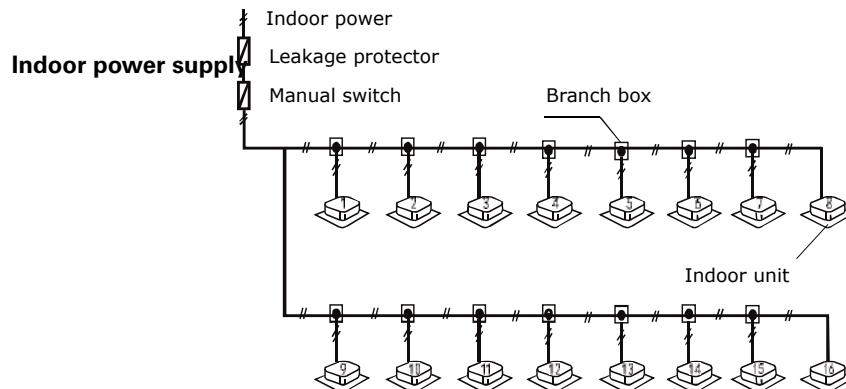 Indoor power
Indoor power supply
Leakage protector
Manual switch
Branch box
1 2 3 4 5 6 7 8
Indoor unit
9 10 11 12 13 14 15 16